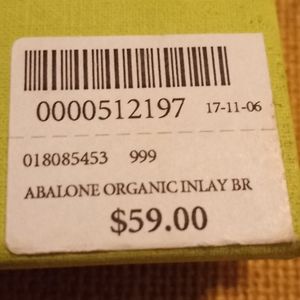 0000512197 17-11-06
018085453 999
ABALONE ORGANIC INLAY BR
$59.00